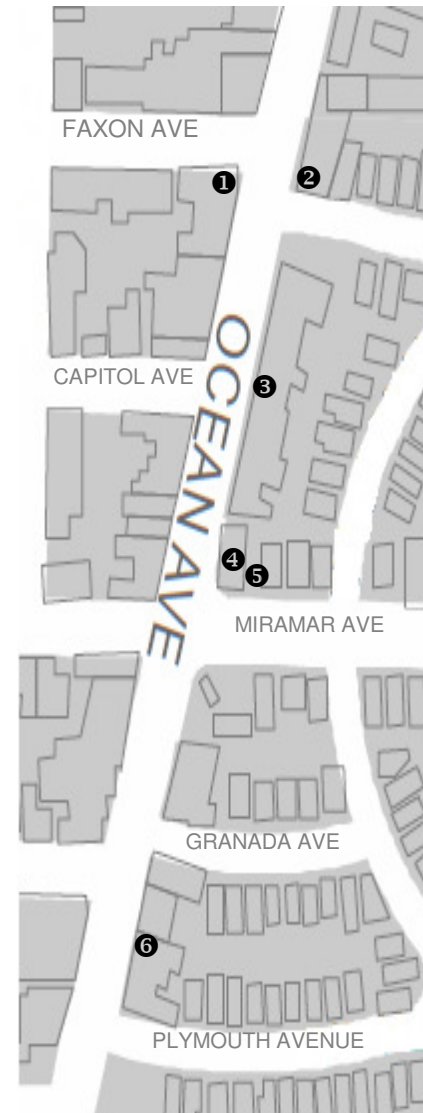 FAXON AVE
❶
❷
CAPITOL AVE
OCEAN AVE
❸
❹
❺
MIRAMAR AVE
GRANADA AVE
❻
PLYMOUTH AVENUE